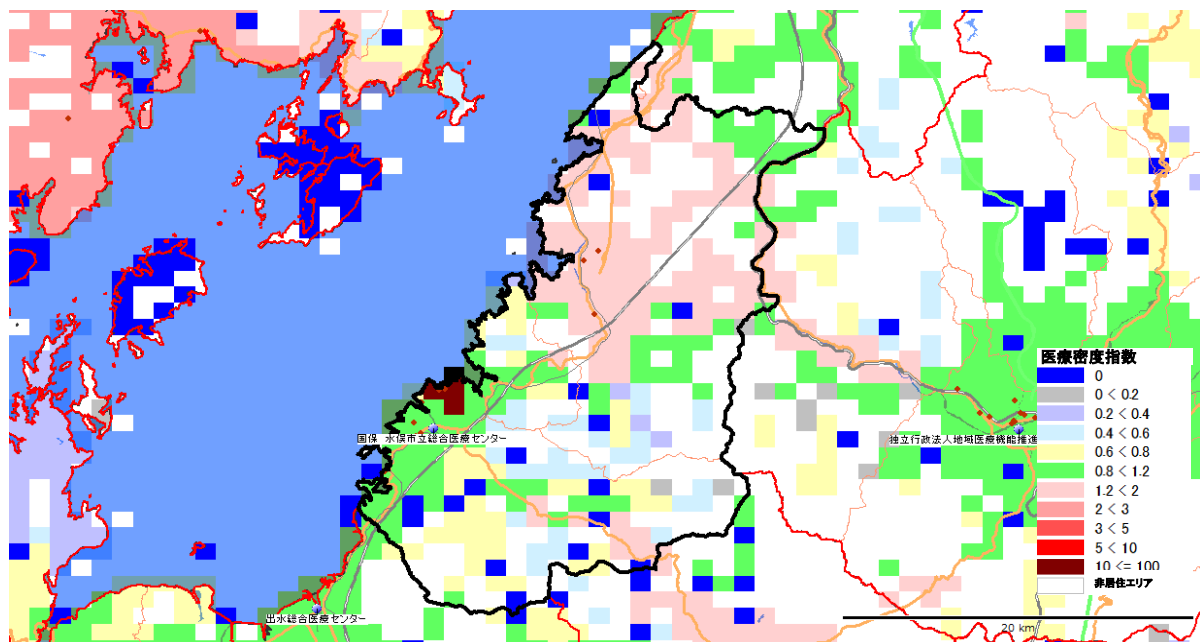 医療密度指数
0
0 < 0.2
0.2 < 0.4
0.4 < 0.6
0.6 < 0.8
0.8 < 1.2
1.2 < 2
2 < 3
3 < 5
5 < 10
10 <= 100
非居住エリア
国保 水俣市立総合医療センター
独立行政法人地域医療機能推進
出水総合医療センター
20 km